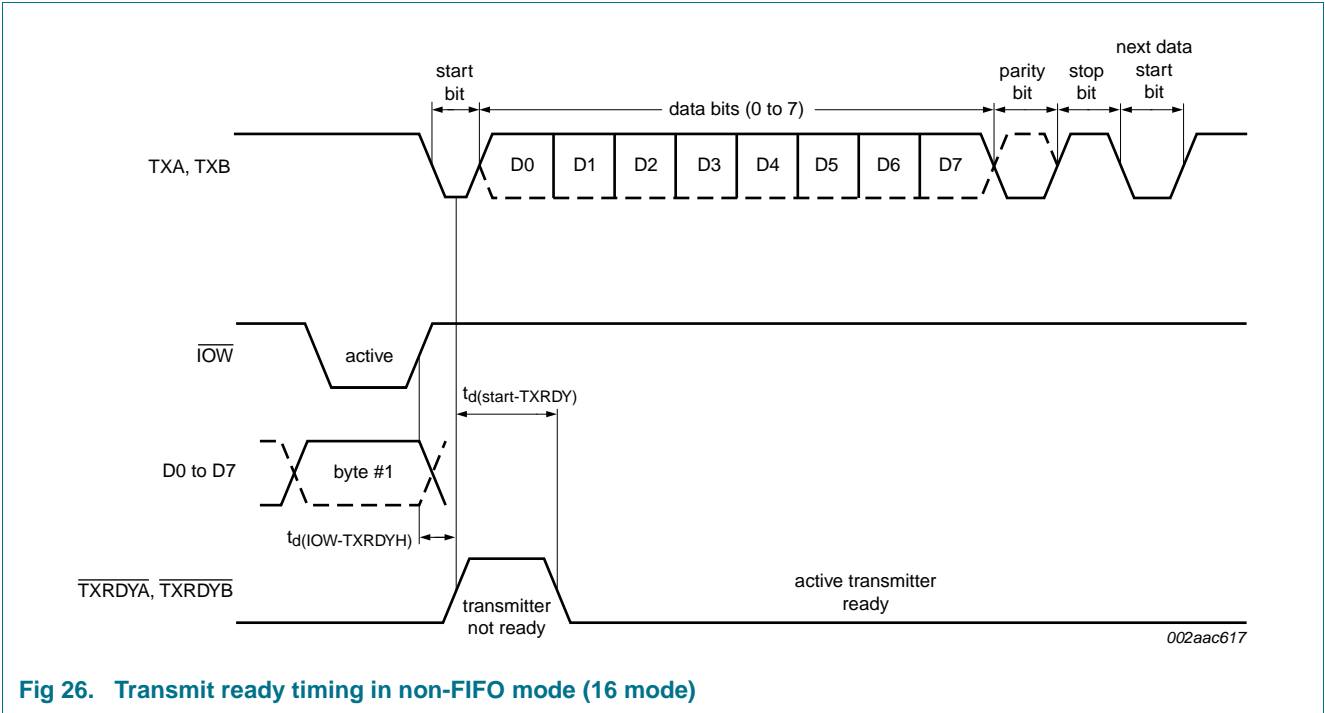 start
bit
data bits (0 to 7)
parity
bit
stop
bit
next data
start
bit
TXA, TXB
D0 D1 D2 D3 D4 D5 D6 D7
IOW
active
td(start-TXRDY)
D0 to D7
byte #1
td(IOW-TXRDYH)
TXRDYA, TXRDYB
transmitter
not ready
active transmitter
ready
002aac617
Fig 26. Transmit ready timing in non-FIFO mode (16 mode)